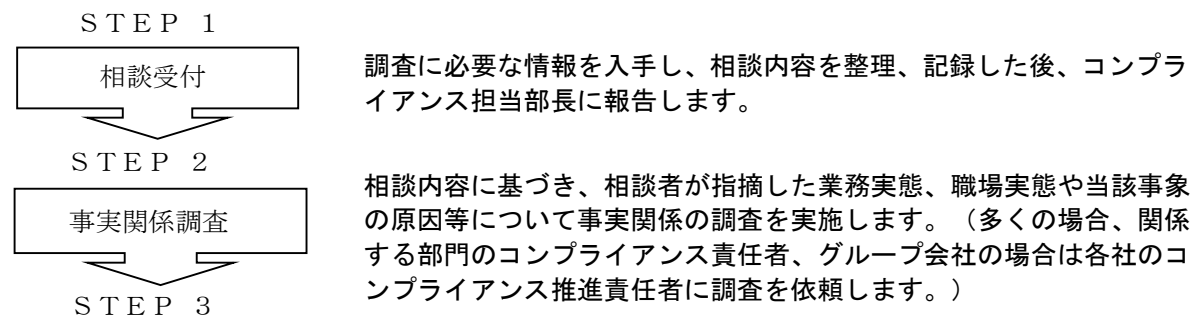 ＳＴＥＰ １
相談受付
調査に必要な情報を入手し、相談内容を整理、記録した後、コンプラ
イアンス担当部長に報告します。
ＳＴＥＰ ２
事実関係調査
相談内容に基づき、相談者が指摘した業務実態、職場実態や当該事象
の原因等について事実関係の調査を実施します。（多くの場合、関係
する部門のコンプライアンス責任者、グループ会社の場合は各社のコ
ンプライアンス推進責任者に調査を依頼します。）
ＳＴＥＰ ３